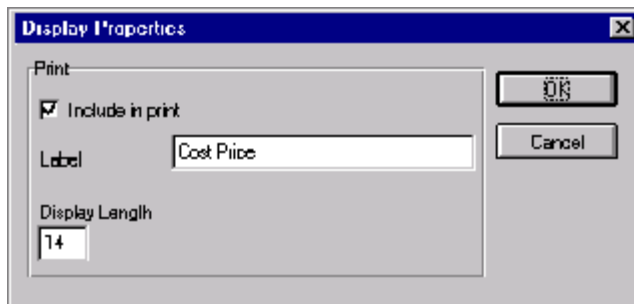 Display Properties
Print
Include in print
OK
Label
Cost Price
Cancel
Display Length
14